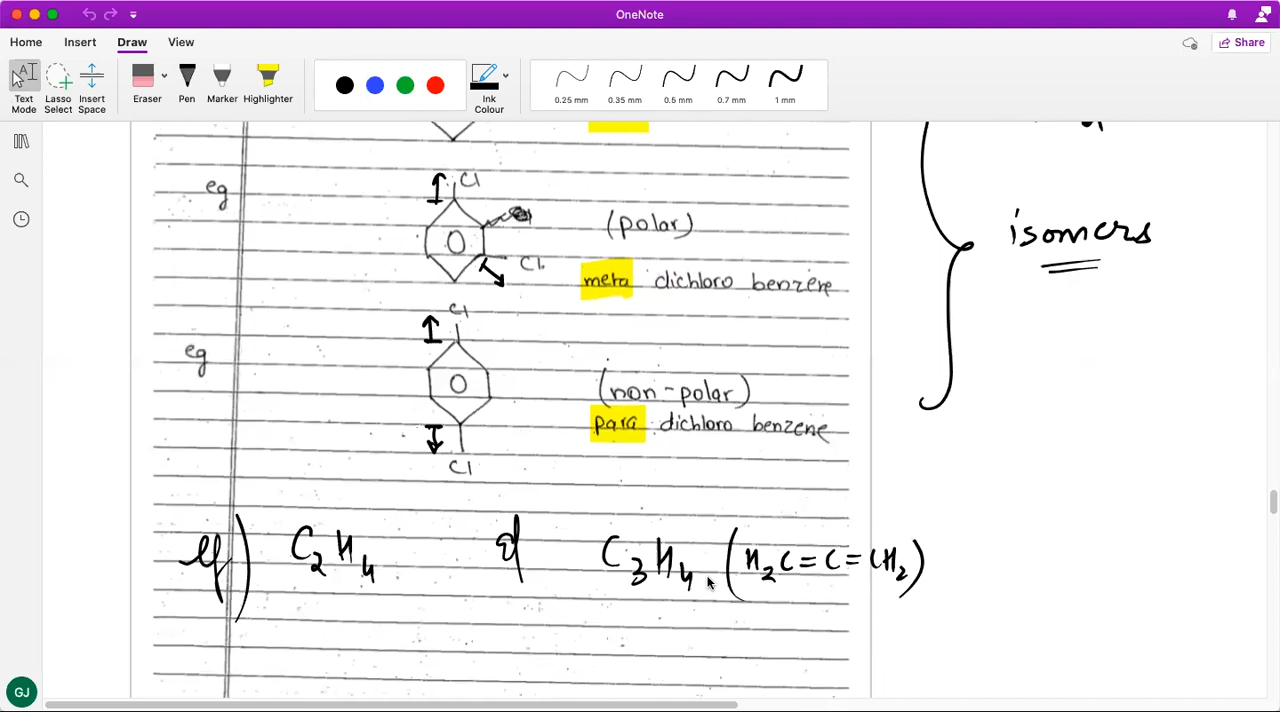 OneNote
Home Insert Draw View
Share
Text Mode
Lasso Select
Insert Space
Eraser
Pen
Marker
Highlighter
Ink Colour
0.25 mm
0.35 mm
0.5 mm
0.7 mm
1 mm
eg
Cl
(polar)
Cl
meta dichloro benzene
isomers
Cl
eg
(non-polar)
para dichloro benzene
Cl
eg) C2H4 & C3H4 (H2C=C=CH2)
GJ